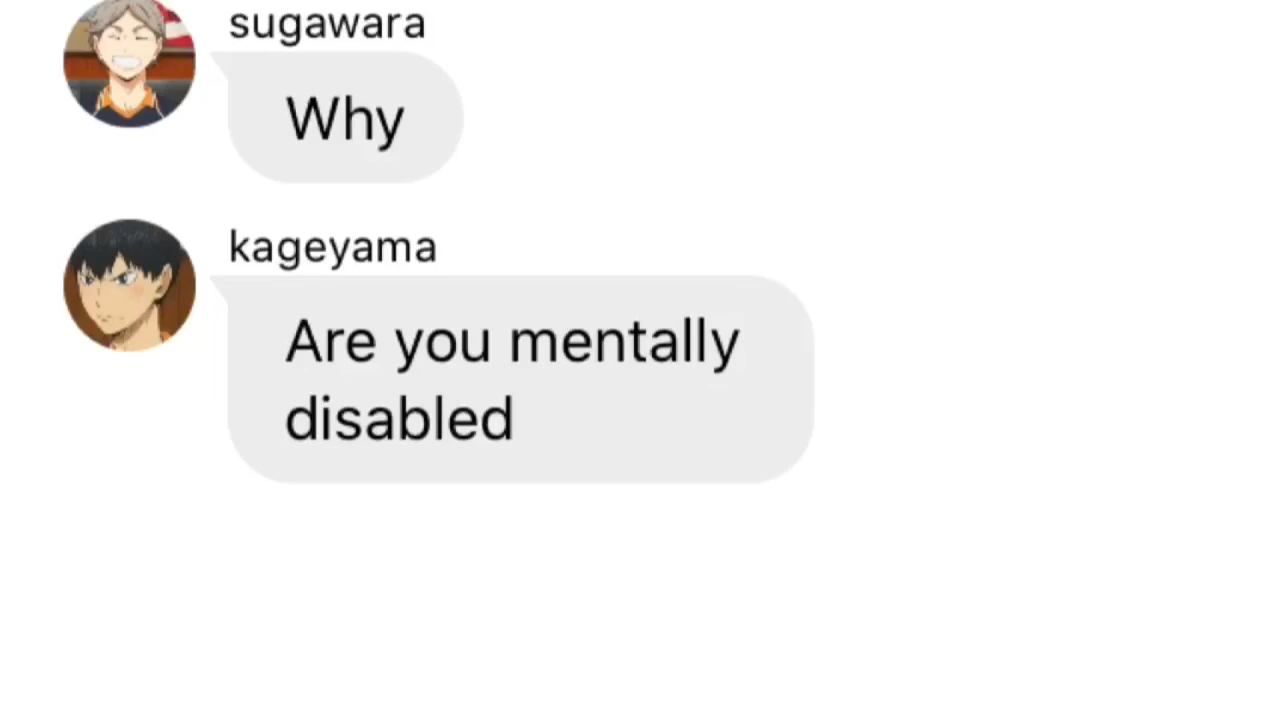 sugawara
Why
kageyama
Are you mentally
disabled